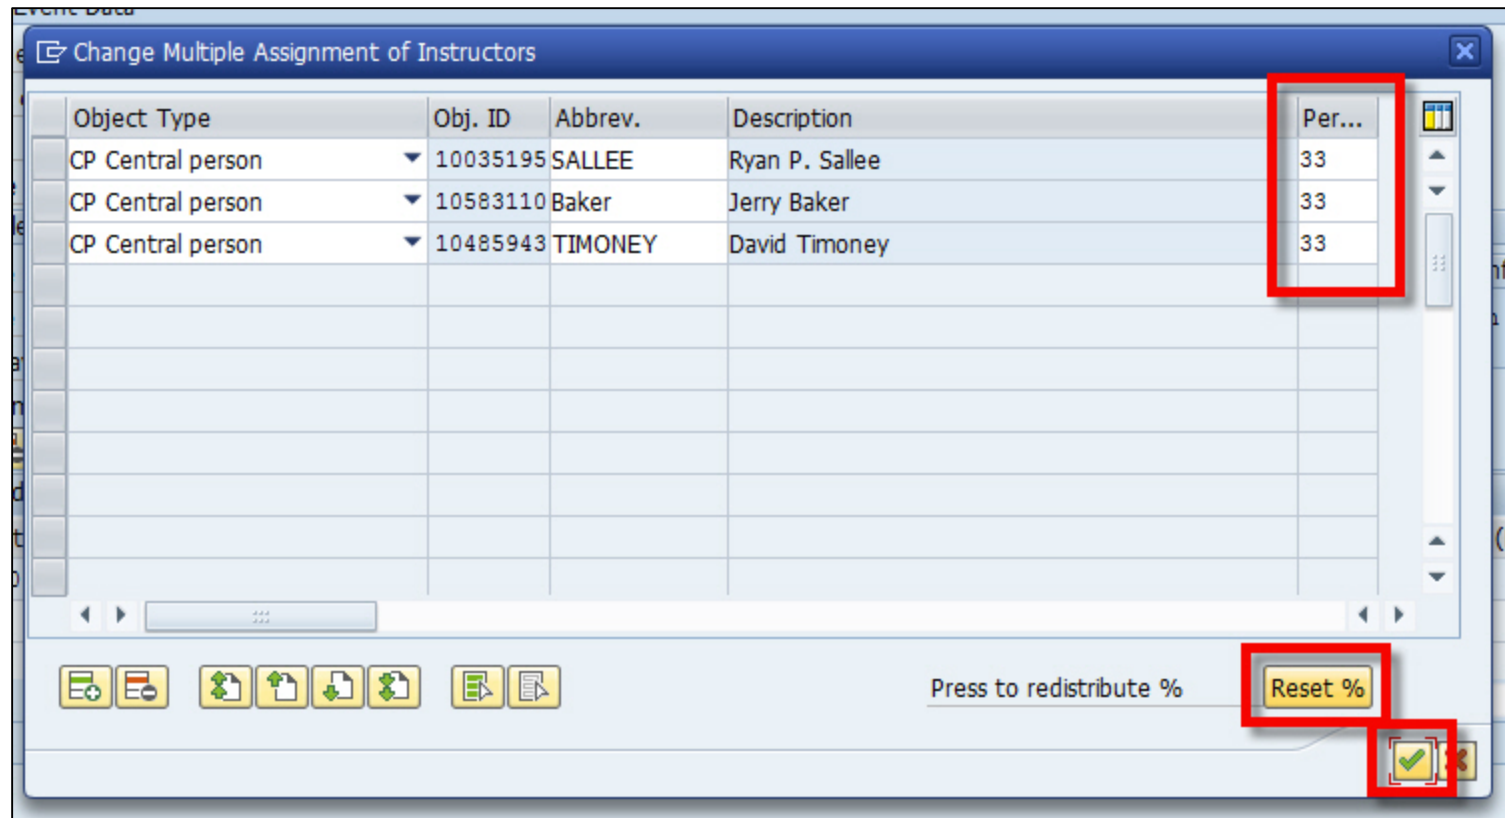 Event Data
Change Multiple Assignment of Instructors
Object Type Obj. ID Abbrev. Description Per...
CP Central person 10035195 SALLEE Ryan P. Sallee 33
CP Central person 10583110 Baker Jerry Baker 33
CP Central person 10485943 TIMONEY David Timoney 33
Press to redistribute % Reset %